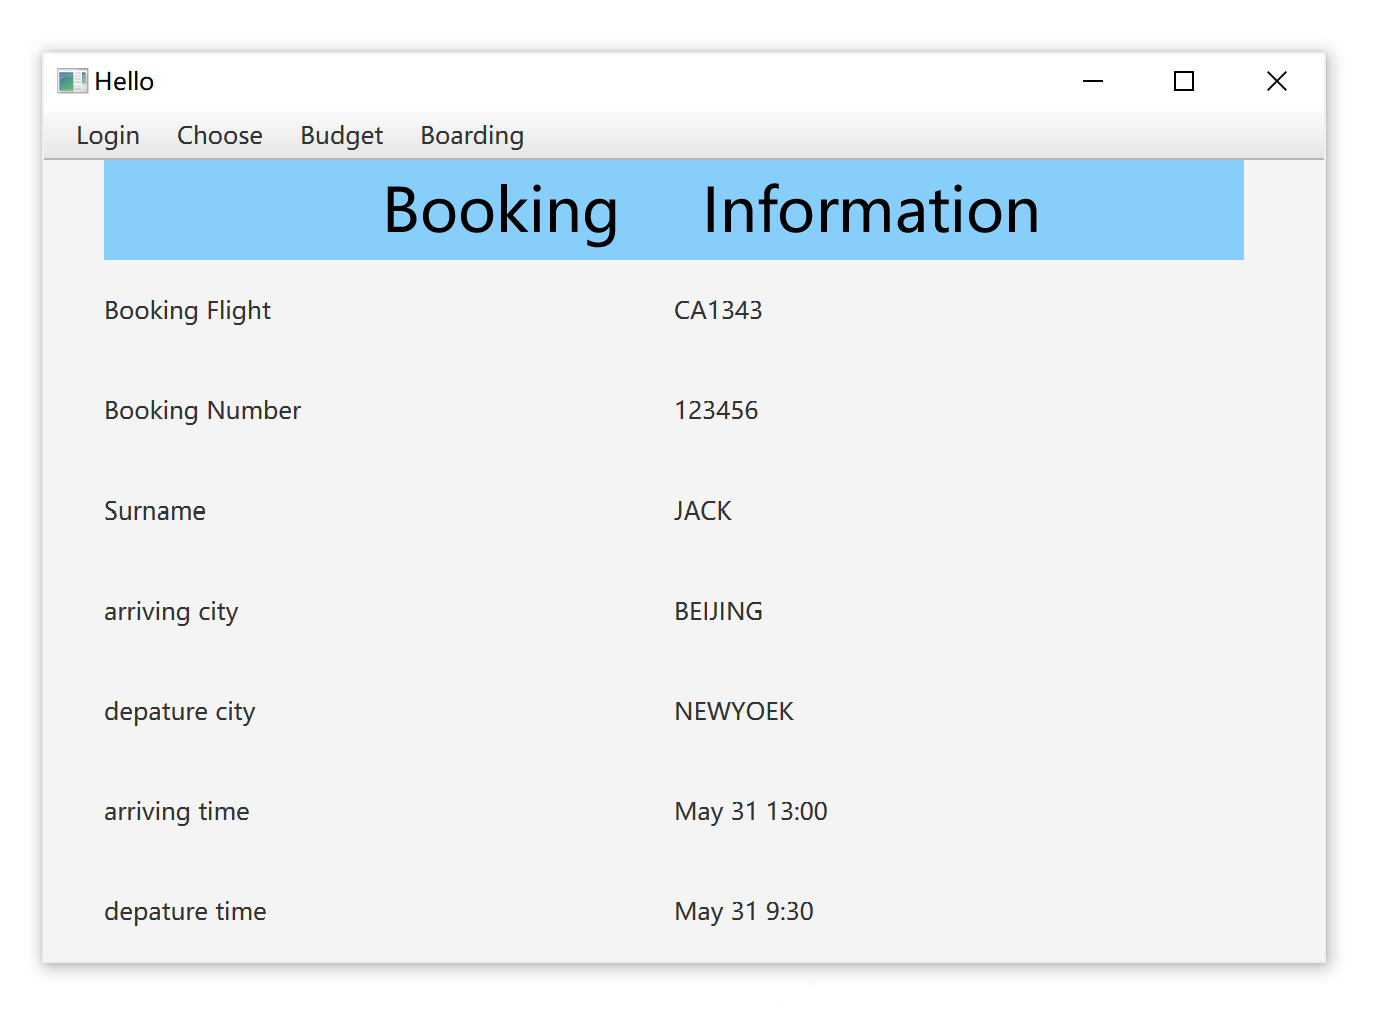 Hello
Login Choose Budget Boarding
Booking Information
Booking Flight CA1343
Booking Number 123456
Surname JACK
arriving city BEIJING
depature city NEWYOEK
arriving time May 31 13:00
depature time May 31 9:30